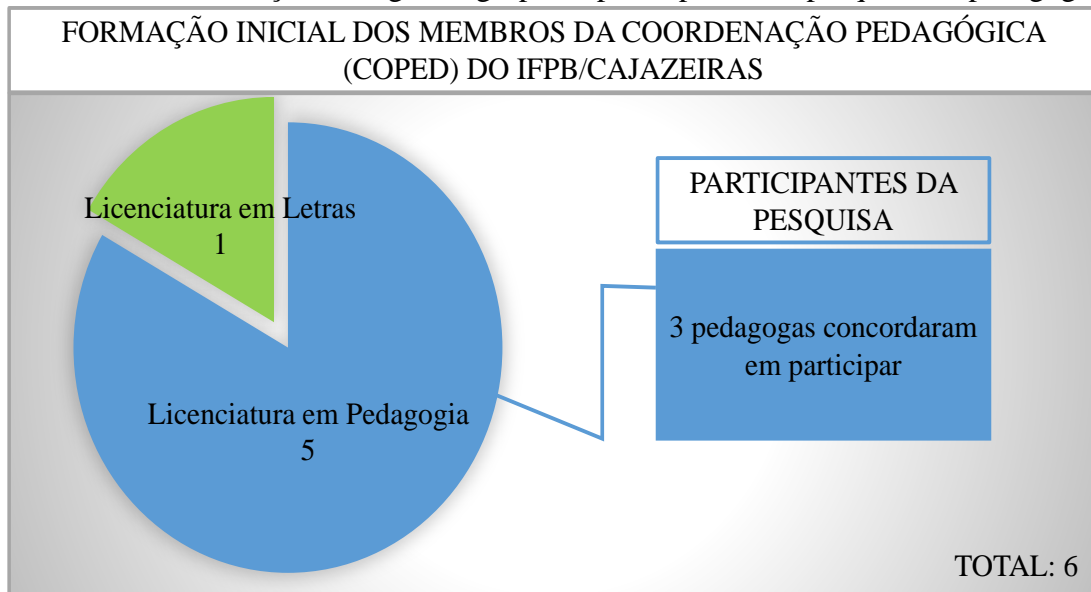 FORMAÇÃO INICIAL DOS MEMBROS DA COORDENAÇÃO PEDAGÓGICA
(COPED) DO IFPB/CAJAZEIRAS
Licenciatura em Letras
1
Licenciatura em Pedagogia
5
PARTICIPANTES DA
PESQUISA
3 pedagogas concordaram
em participar
TOTAL: 6